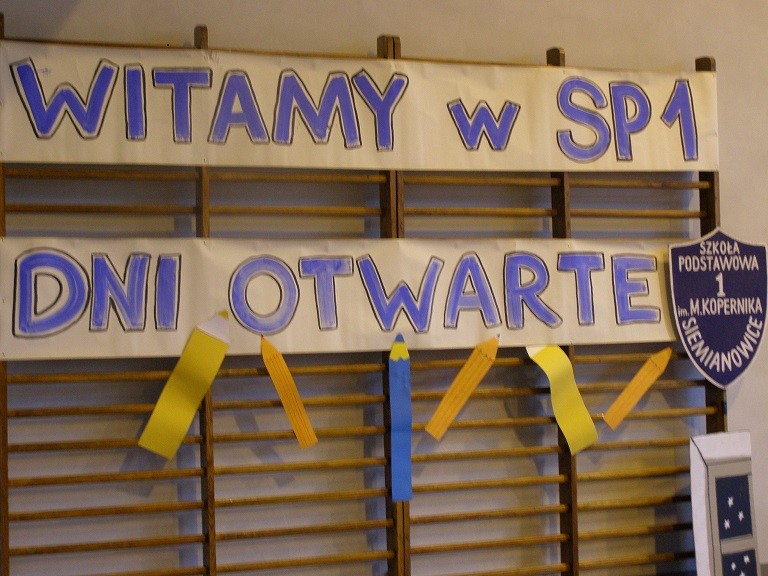 WITAMY w SP1
DNI OTWARTE
SZKOŁA
PODSTAWOWA
1
im. M. KOPERNIKA
SIEMIANOWICE